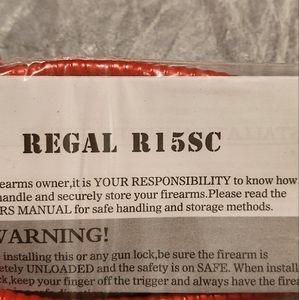 REGAL R15SC
earms owner,it is YOUR RESPONSIBILITY to know how
handle and securely store your firearms.Please read the
RS MANUAL for safe handling and storage methods.
WARNING!
installing this or any gun lock,be sure the firearm is
etely UNLOADED and the safety is on SAFE. When install
ck,keep your finger off the trigger and always have the